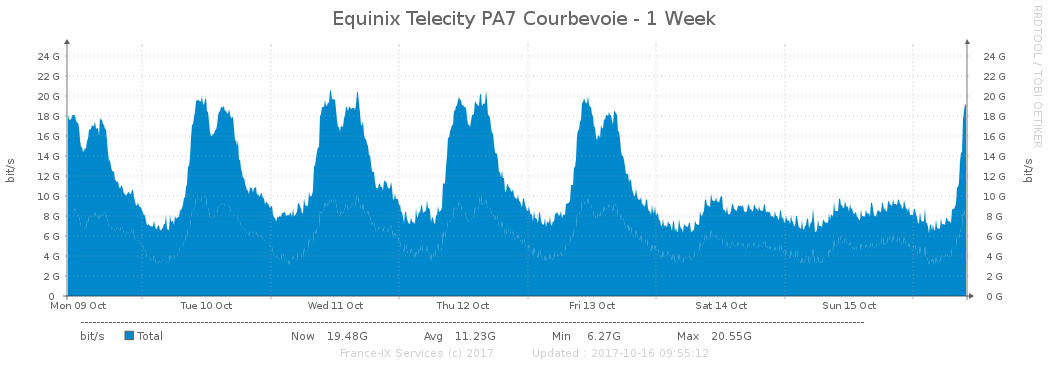 Equinix Telecity PA7 Courbevoie - 1 Week
RRDTOOL / TOBI OETIKER
bit/s
24 G 24 G
22 G 22 G
20 G 20 G
18 G 18 G
16 G 16 G
14 G 14 G
12 G 12 G
10 G 10 G
8 G 8 G
6 G 6 G
4 G 4 G
2 G 2 G
0 0 G
bit/s
Mon 09 Oct Tue 10 Oct Wed 11 Oct Thu 12 Oct Fri 13 Oct Sat 14 Oct Sun 15 Oct
bit/s Total Now 19.48G Avg 11.23G Min 6.27G Max 20.55G
France-IX Services (c) 2017 Updated : 2017-10-16 09:55:12